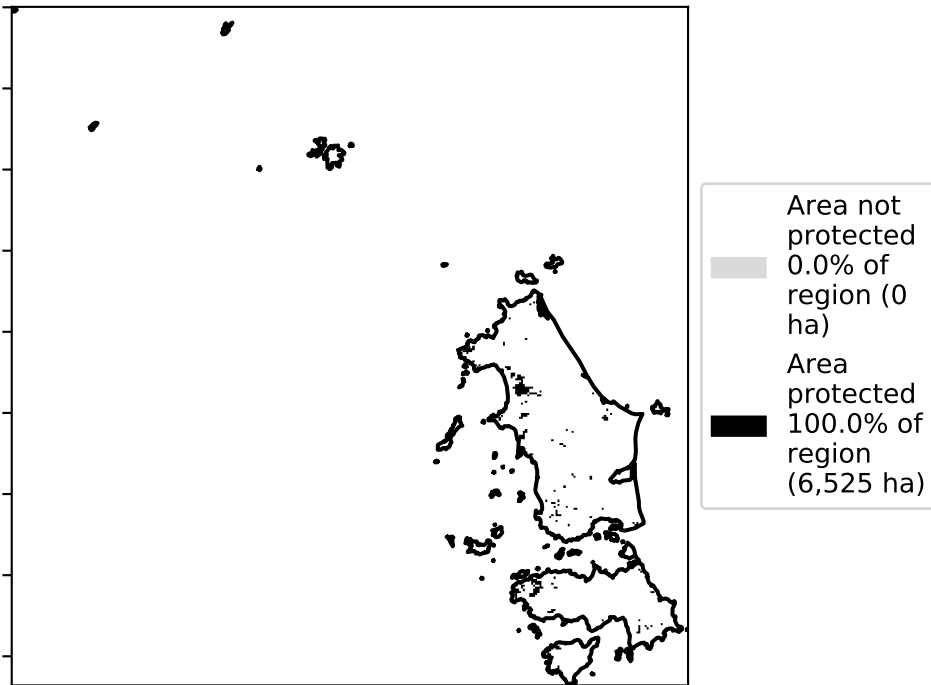 Area not
protected
0.0% of
region (0
ha)
Area
protected
100.0% of
region
(6,525 ha)